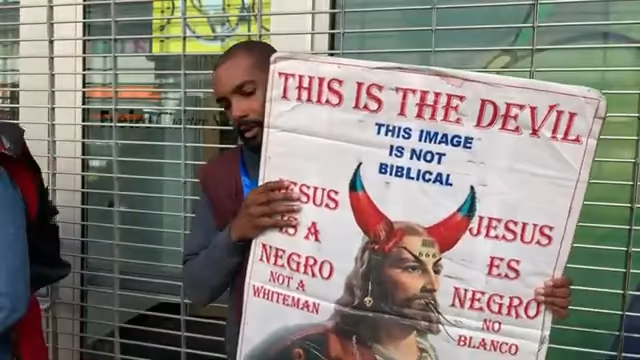 THIS IS THE DEVIL
THIS IMAGE
IS NOT
BIBLICAL
JESUS
IS A
NEGRO
NOT A
WHITEMAN
JESUS
ES
NEGRO
NO
BLANCO